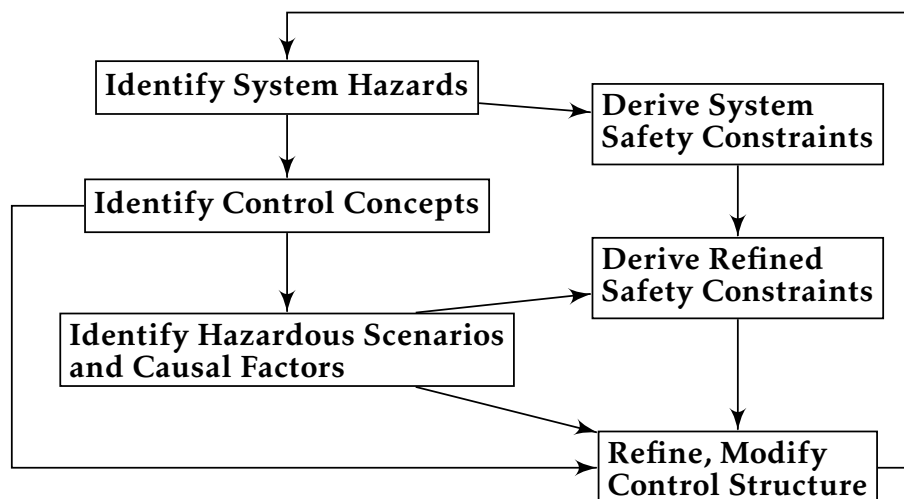 Identify System Hazards
Derive System
Safety Constraints
Identify Control Concepts
Derive Refined
Safety Constraints
Identify Hazardous Scenarios
and Causal Factors
Refine, Modify
Control Structure